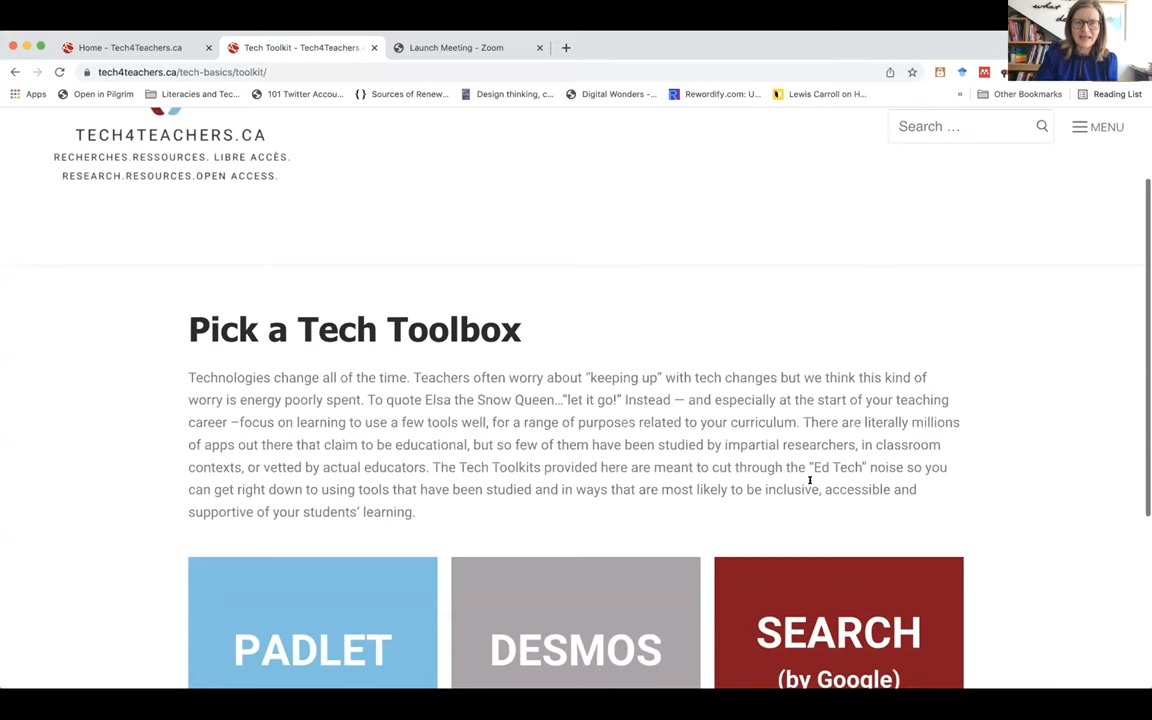 what
do
Home - Tech4Teachers.ca
Tech Toolkit - Tech4Teachers.
Launch Meeting - Zoom
tech4teachers.ca/tech-basics/toolkit/
Apps
Open in Pilgrim
Literacies and Tec...
101 Twitter Accou...
Sources of Renew...
Design thinking, c...
Digital Wonders -...
Rewordify.com: U...
Lewis Carroll on H...
»
Other Bookmarks
Reading List
TECH4TEACHERS.CA
RECHERCHES.RESSOURCES. LIBRE ACCÈS.
RESEARCH.RESOURCES.OPEN ACCESS.
Search ...
MENU
Pick a Tech Toolbox
Technologies change all of the time. Teachers often worry about “keeping up” with tech changes but we think this kind of
worry is energy poorly spent. To quote Elsa the Snow Queen…“let it go!” Instead — and especially at the start of your teaching
career –focus on learning to use a few tools well, for a range of purposes related to your curriculum. There are literally millions
of apps out there that claim to be educational, but so few of them have been studied by impartial researchers, in classroom
contexts, or vetted by actual educators. The Tech Toolkits provided here are meant to cut through the “Ed Tech” noise so you
can get right down to using tools that have been studied and in ways that are most likely to be inclusive, accessible and
supportive of your students’ learning.
PADLET
DESMOS
SEARCH
(by Google)